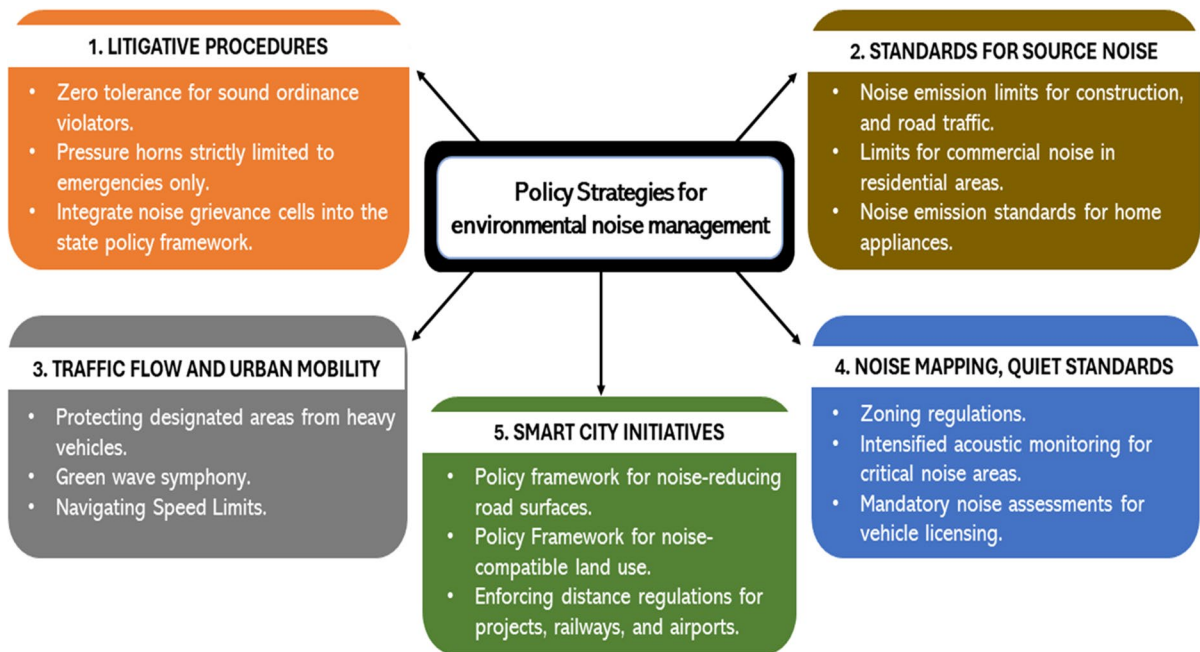 1. LITIGATIVE PROCEDURES
• Zero tolerance for sound ordinance
violators.
• Pressure horns strictly limited to
emergencies only.
• Integrate noise grievance cells into the
state policy framework.
2. STANDARDS FOR SOURCE NOISE
• Noise emission limits for construction,
and road traffic.
• Limits for commercial noise in
residential areas.
• Noise emission standards for home
appliances.
Policy Strategies for
environmental noise management
3. TRAFFIC FLOW AND URBAN MOBILITY
• Protecting designated areas from heavy
vehicles.
• Green wave symphony.
• Navigating Speed Limits.
4. NOISE MAPPING, QUIET STANDARDS
• Zoning regulations.
• Intensified acoustic monitoring for
critical noise areas.
• Mandatory noise assessments for
vehicle licensing.
5. SMART CITY INITIATIVES
• Policy framework for noise-reducing
road surfaces.
• Policy Framework for noise-
compatible land use.
• Enforcing distance regulations for
projects, railways, and airports.